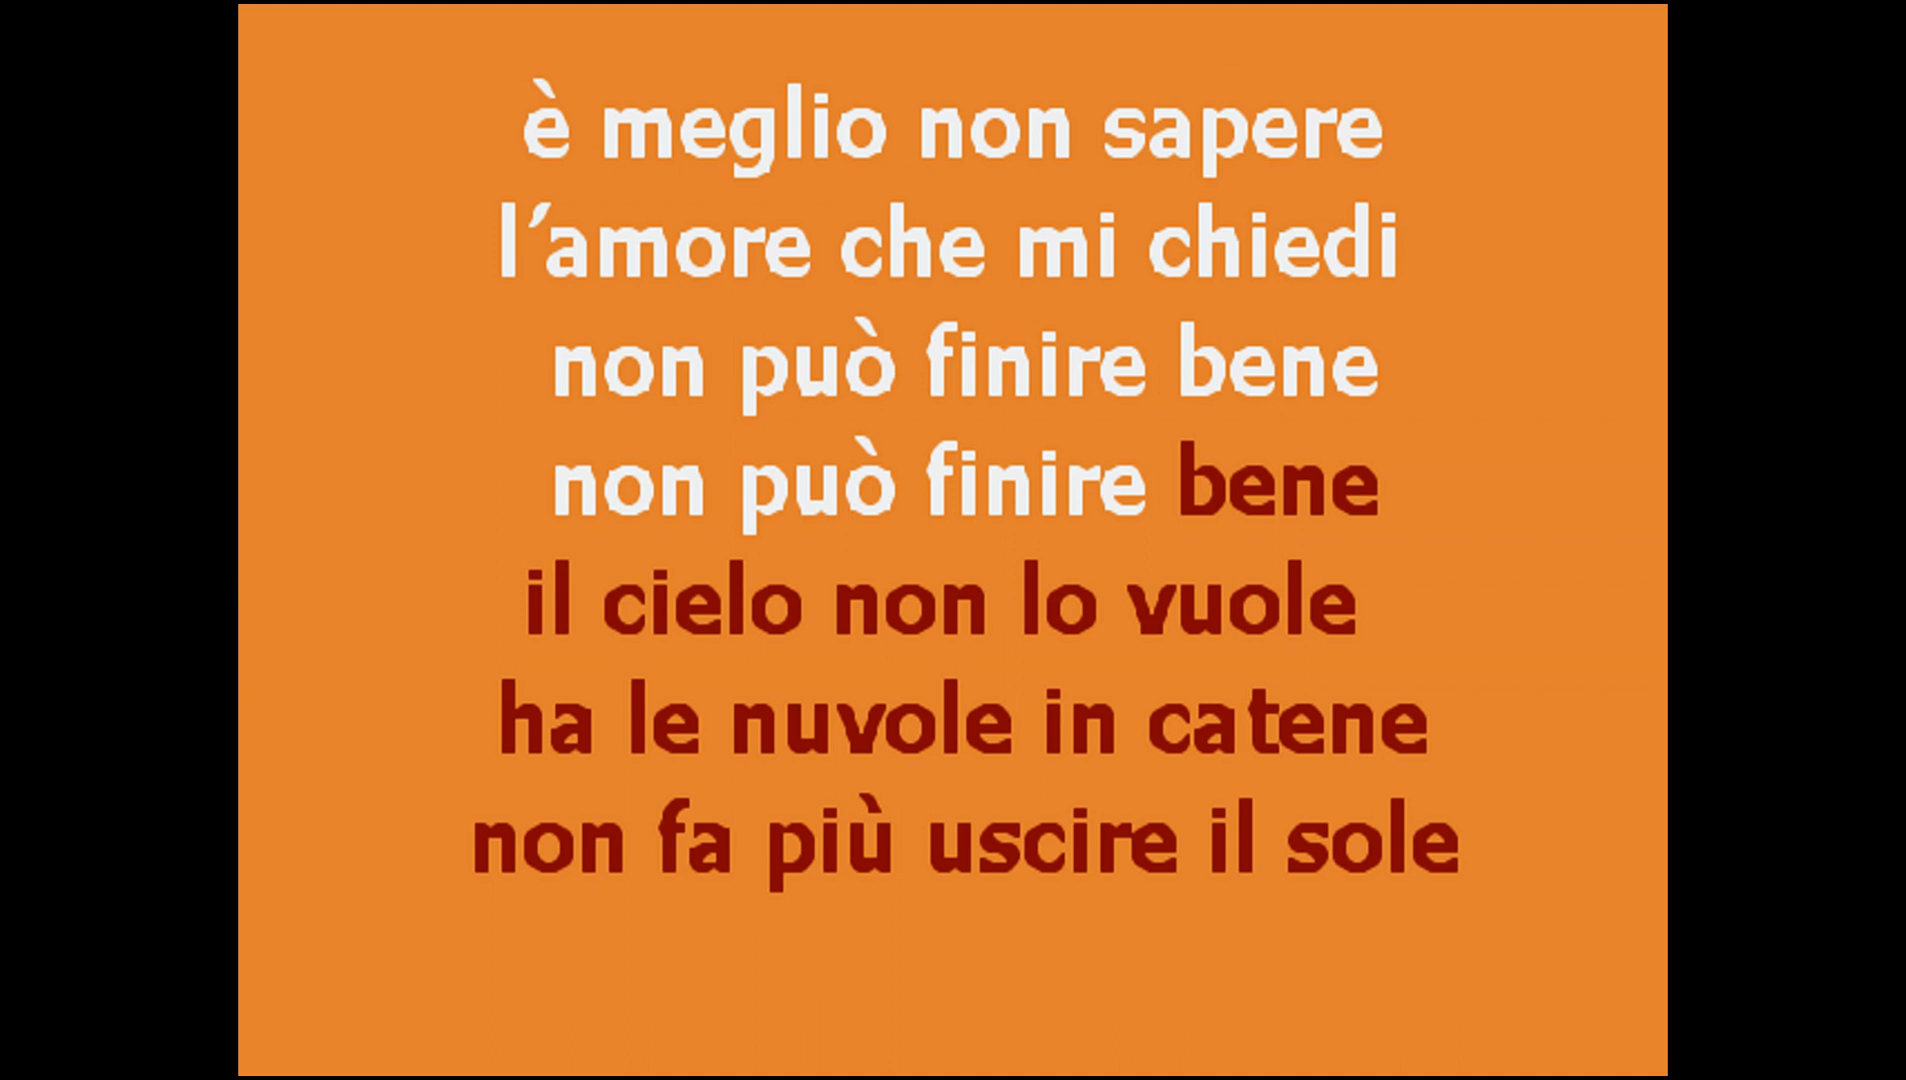 è meglio non sapere
l'amore che mi chiedi
non può finire bene
non può finire bene
il cielo non lo vuole
ha le nuvole in catene
non fa più uscire il sole